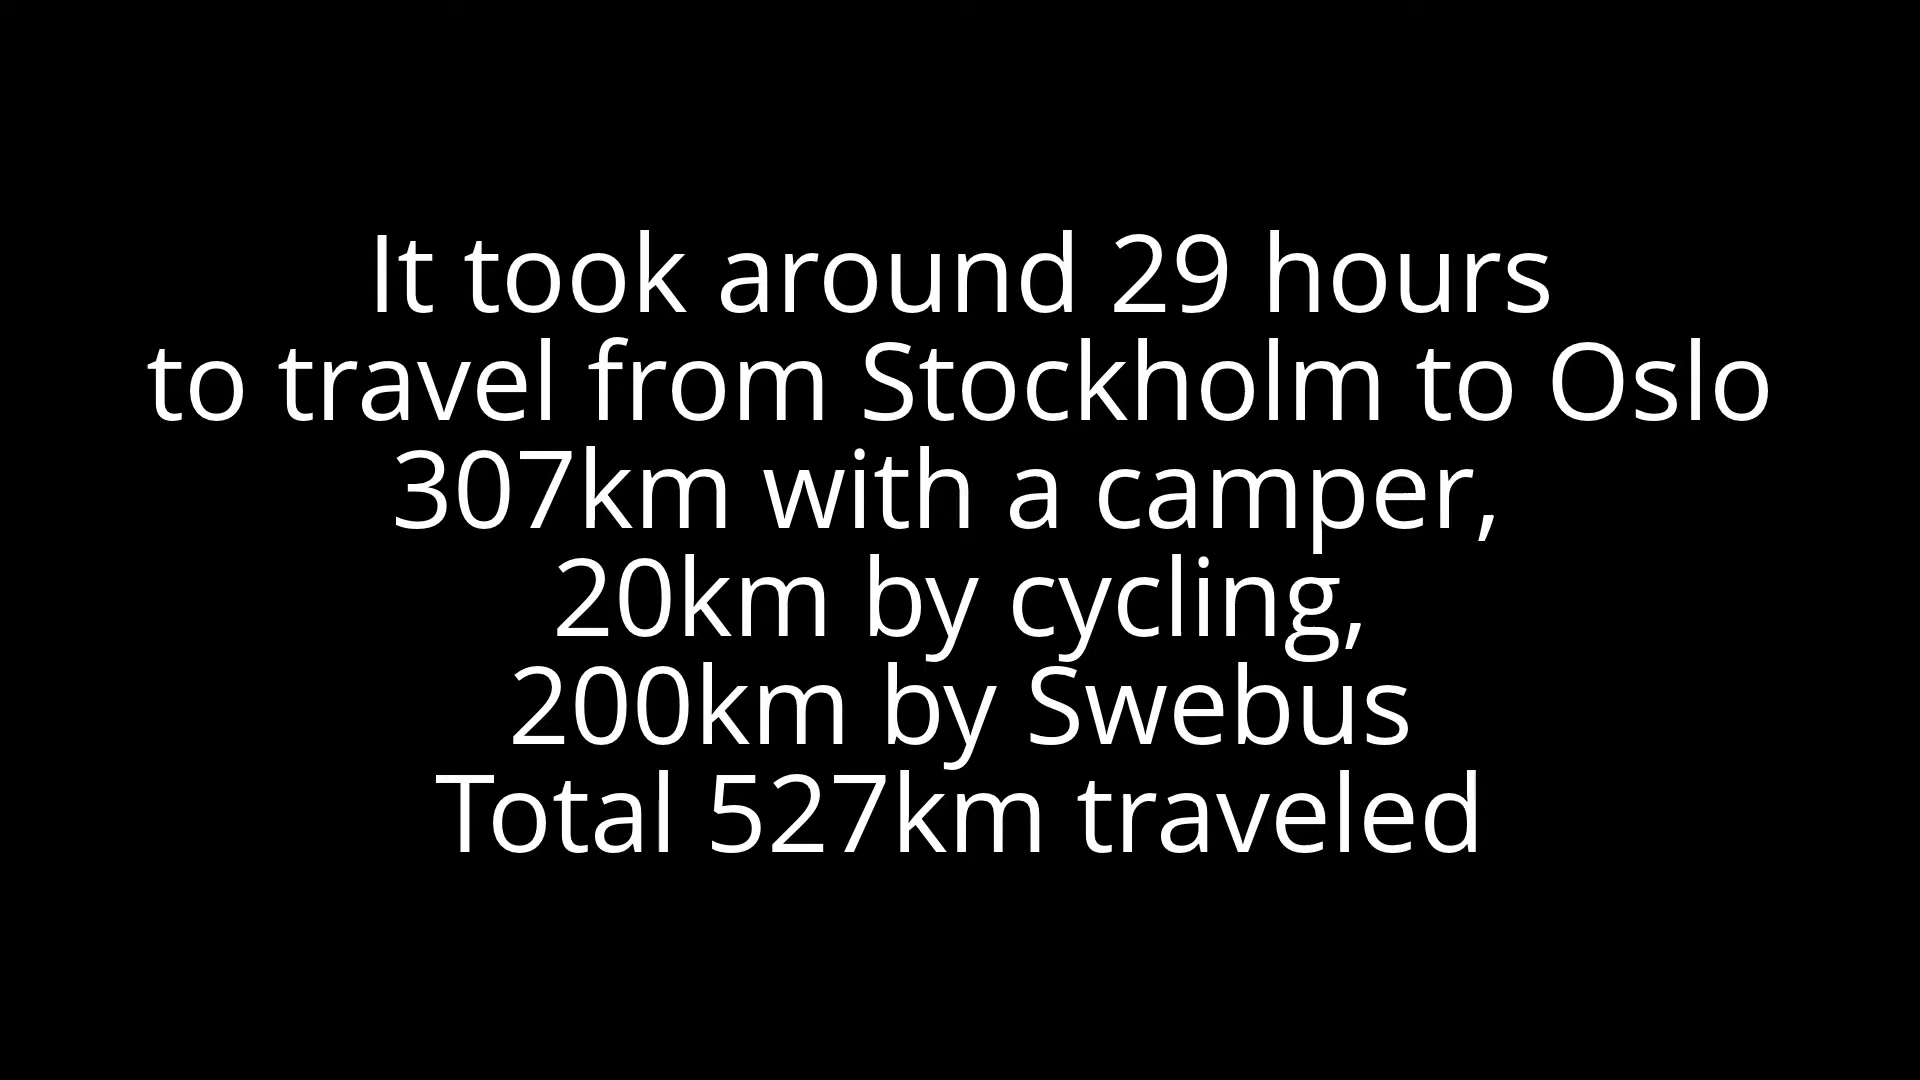 It took around 29 hours
to travel from Stockholm to Oslo
307km with a camper,
20km by cycling,
200km by Swebus
Total 527km traveled